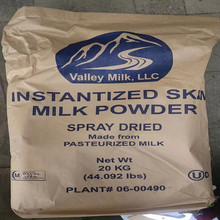 Valley Milk, LLC
INSTANTIZED SKIM
MILK POWDER
SPRAY DRIED
Made from
PASTEURIZED MILK
Net Wt
20 KG
(44.092 lbs)
PLANT# 06-00490